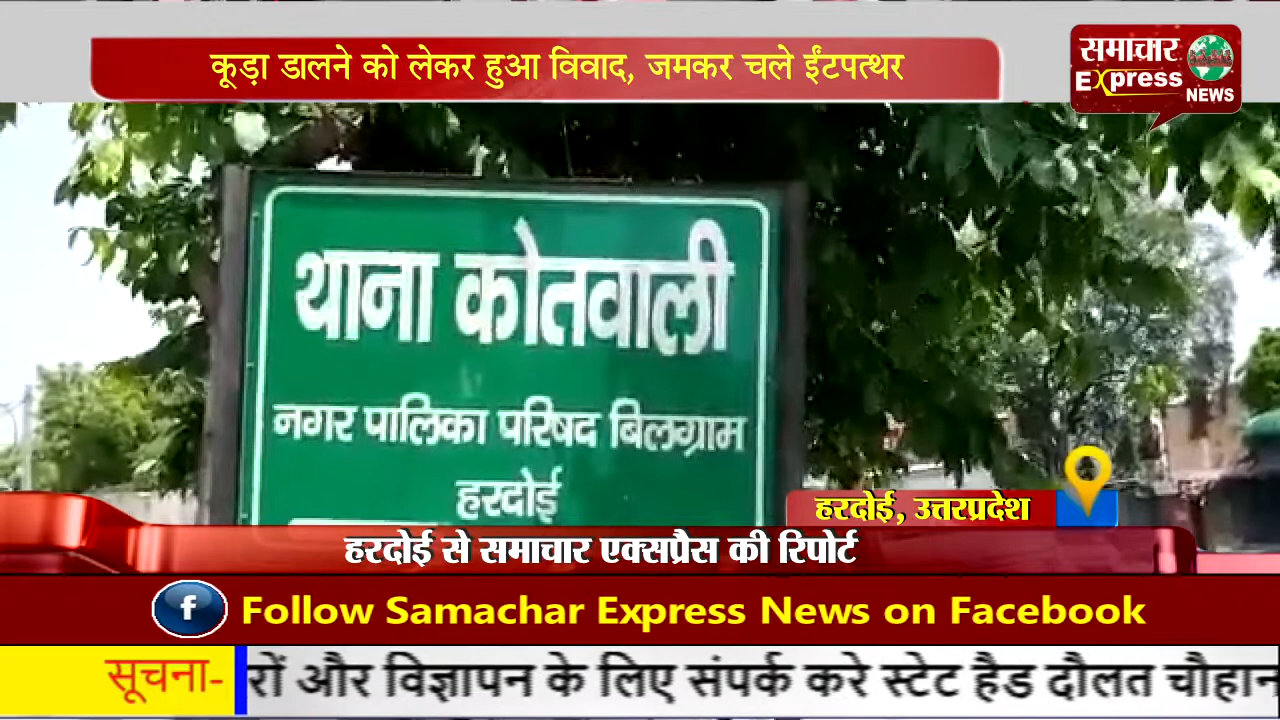 कूड़ा डालने को लेकर हुआ विवाद, जमकर चले ईंटपत्थर
समाचार
Express
NEWS
थाना कोतवाली
नगर पालिका परिषद बिलग्राम
हरदोई
हरदोई, उत्तरप्रदेश
हरदोई से समाचार एक्सप्रैस की रिपोर्ट
f Follow Samachar Express News on Facebook
सूचना- रों और विज्ञापन के लिए संपर्क करे स्टेट हैड दौलत चौहान